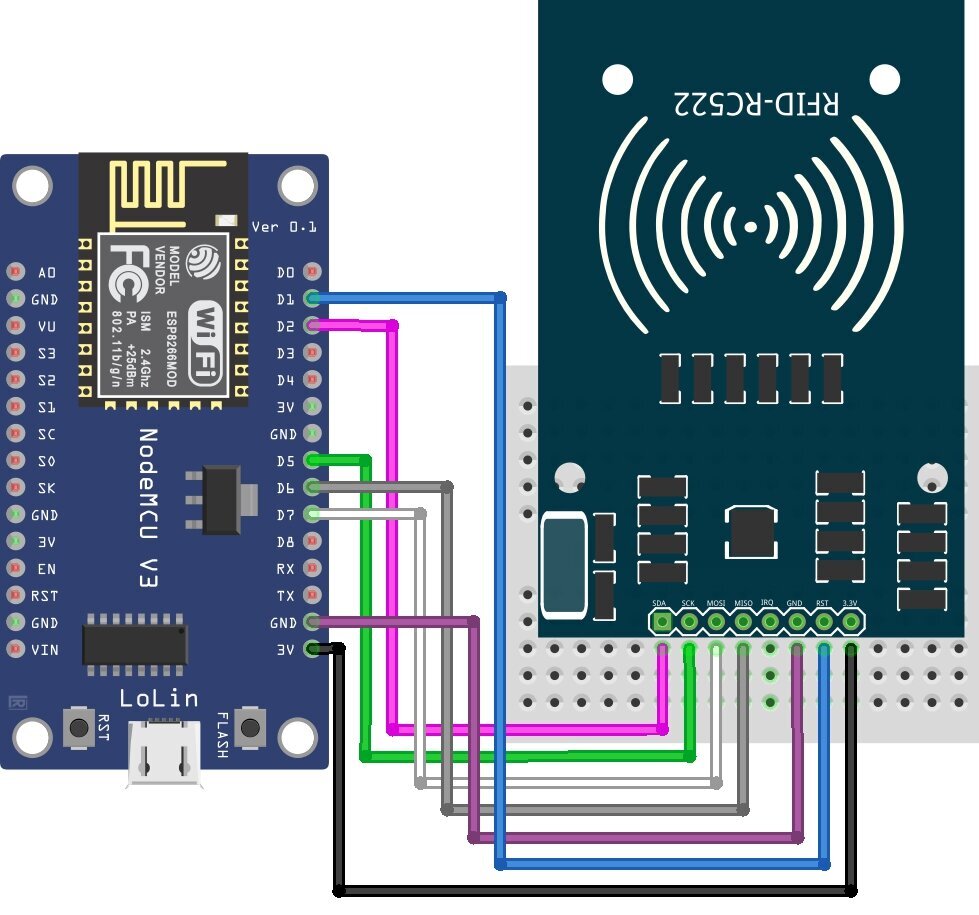 RFID-RC522
Ver 0.1
MODEL
VENDOR
FC
ISM 2.4Ghz
PA +25dBm
802.11b/g/n
WiFi
ESP8266MOD
A0
GND
VU
S3
S2
S1
SC
S0
SK
GND
3V
EN
RST
GND
VIN
D0
D1
D2
D3
D4
3V
GND
D5
D6
D7
D8
RX
TX
GND
3V
NodeMCU V3
LoLin
RST
FLASH
SDA SCK MOSI MISO IRQ GND RST 3.3V